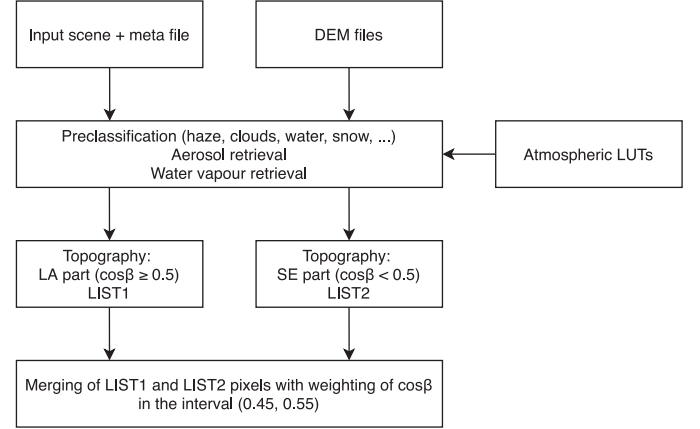 Input scene + meta file
DEM files
Preclassification (haze, clouds, water, snow, ...)
Aerosol retrieval
Water vapour retrieval
Atmospheric LUTs
Topography:
LA part (cosβ ≥ 0.5)
LIST1
Topography:
SE part (cosβ < 0.5)
LIST2
Merging of LIST1 and LIST2 pixels with weighting of cosβ
in the interval (0.45, 0.55)